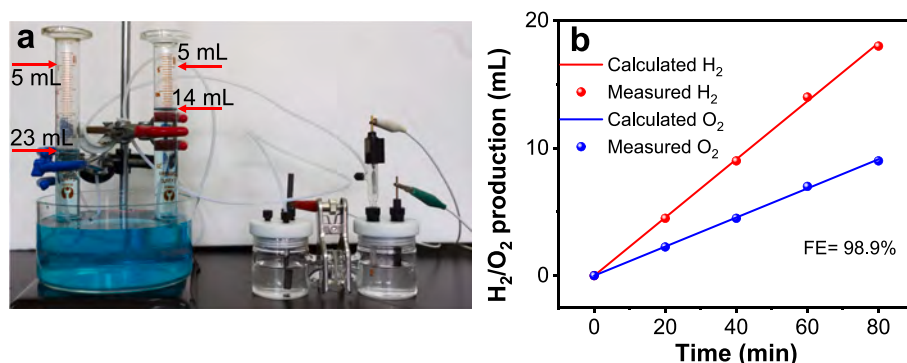 a
5 mL
5 mL
14 mL
23 mL
b
H₂/O₂ production (mL)
20
10
0
Calculated H₂
Measured H₂
Calculated O₂
Measured O₂
FE= 98.9%
0 20 40 60 80
Time (min)